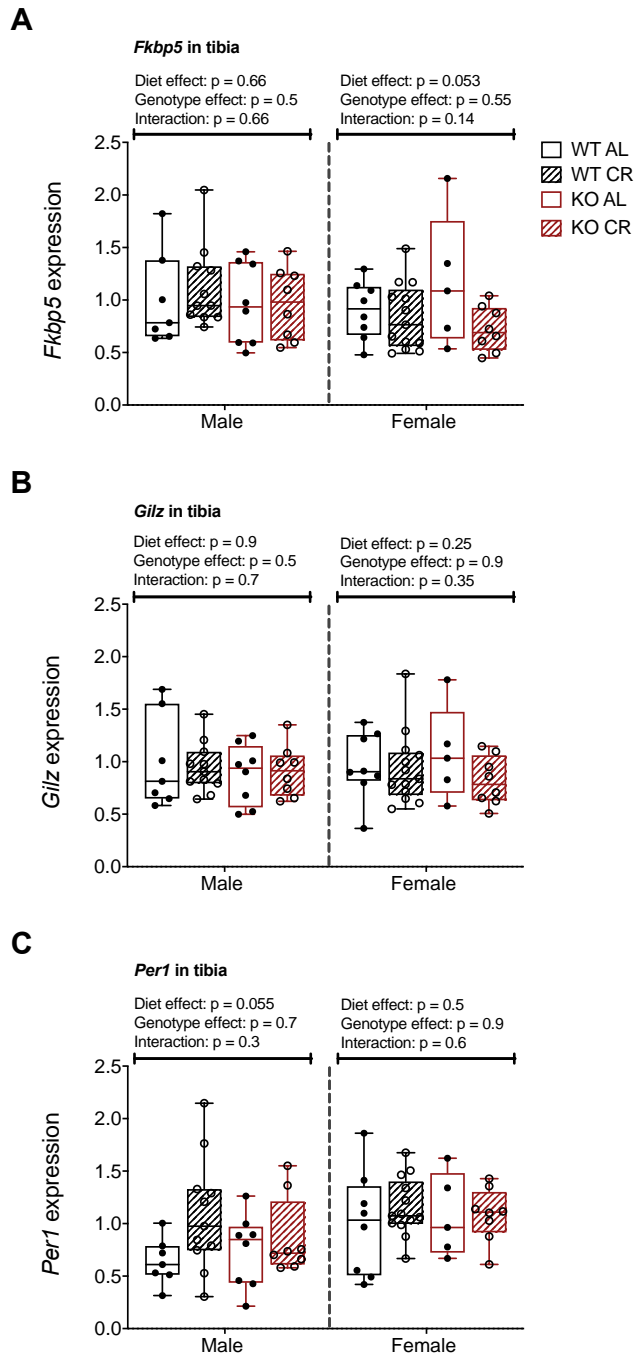 A
Fkbp5 in tibia
Diet effect: p = 0.66
Genotype effect: p = 0.5
Interaction: p = 0.66
Diet effect: p = 0.053
Genotype effect: p = 0.55
Interaction: p = 0.14
WT AL
WT CR
KO AL
KO CR
Fkbp5 expression
2.5
2.0
1.5
1.0
0.5
0.0
Male
Female
B
Gilz in tibia
Diet effect: p = 0.9
Genotype effect: p = 0.5
Interaction: p = 0.7
Diet effect: p = 0.25
Genotype effect: p = 0.9
Interaction: p = 0.35
Gilz expression
2.5
2.0
1.5
1.0
0.5
0.0
Male
Female
C
Per1 in tibia
Diet effect: p = 0.055
Genotype effect: p = 0.7
Interaction: p = 0.3
Diet effect: p = 0.5
Genotype effect: p = 0.9
Interaction: p = 0.6
Per1 expression
2.5
2.0
1.5
1.0
0.5
0.0
Male
Female